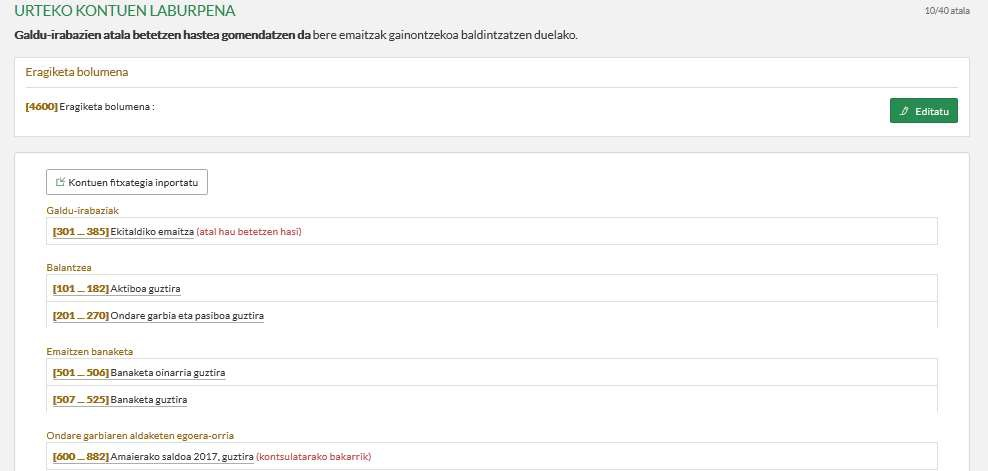 URTEKO KONTUEN LABURPENA
10/40 atala
Galdu-irabazien atala betetzen hastea gomendatzen da bere emaitzak gainontzekoa baldintzatzen duelako.
Eragiketa bolumena
[4600] Eragiketa bolumena :
Editatu
Kontuen fitxategia inportatu
Galdu-irabaziak
[301 ... 385] Ekitaldiko emaitza (atal hau betetzen hasi)
Balantzea
[101 ... 182] Aktiboa guztira
[201 ... 270] Ondare garbia eta pasiboa guztira
Emaitzen banaketa
[501 ... 506] Banaketa oinarria guztira
[507 ... 525] Banaketa guztira
Ondare garbiaren aldaketen egoera-orria
[600 ... 882] Amaierako saldoa 2017, guztira (kontsulatarako bakarrik)